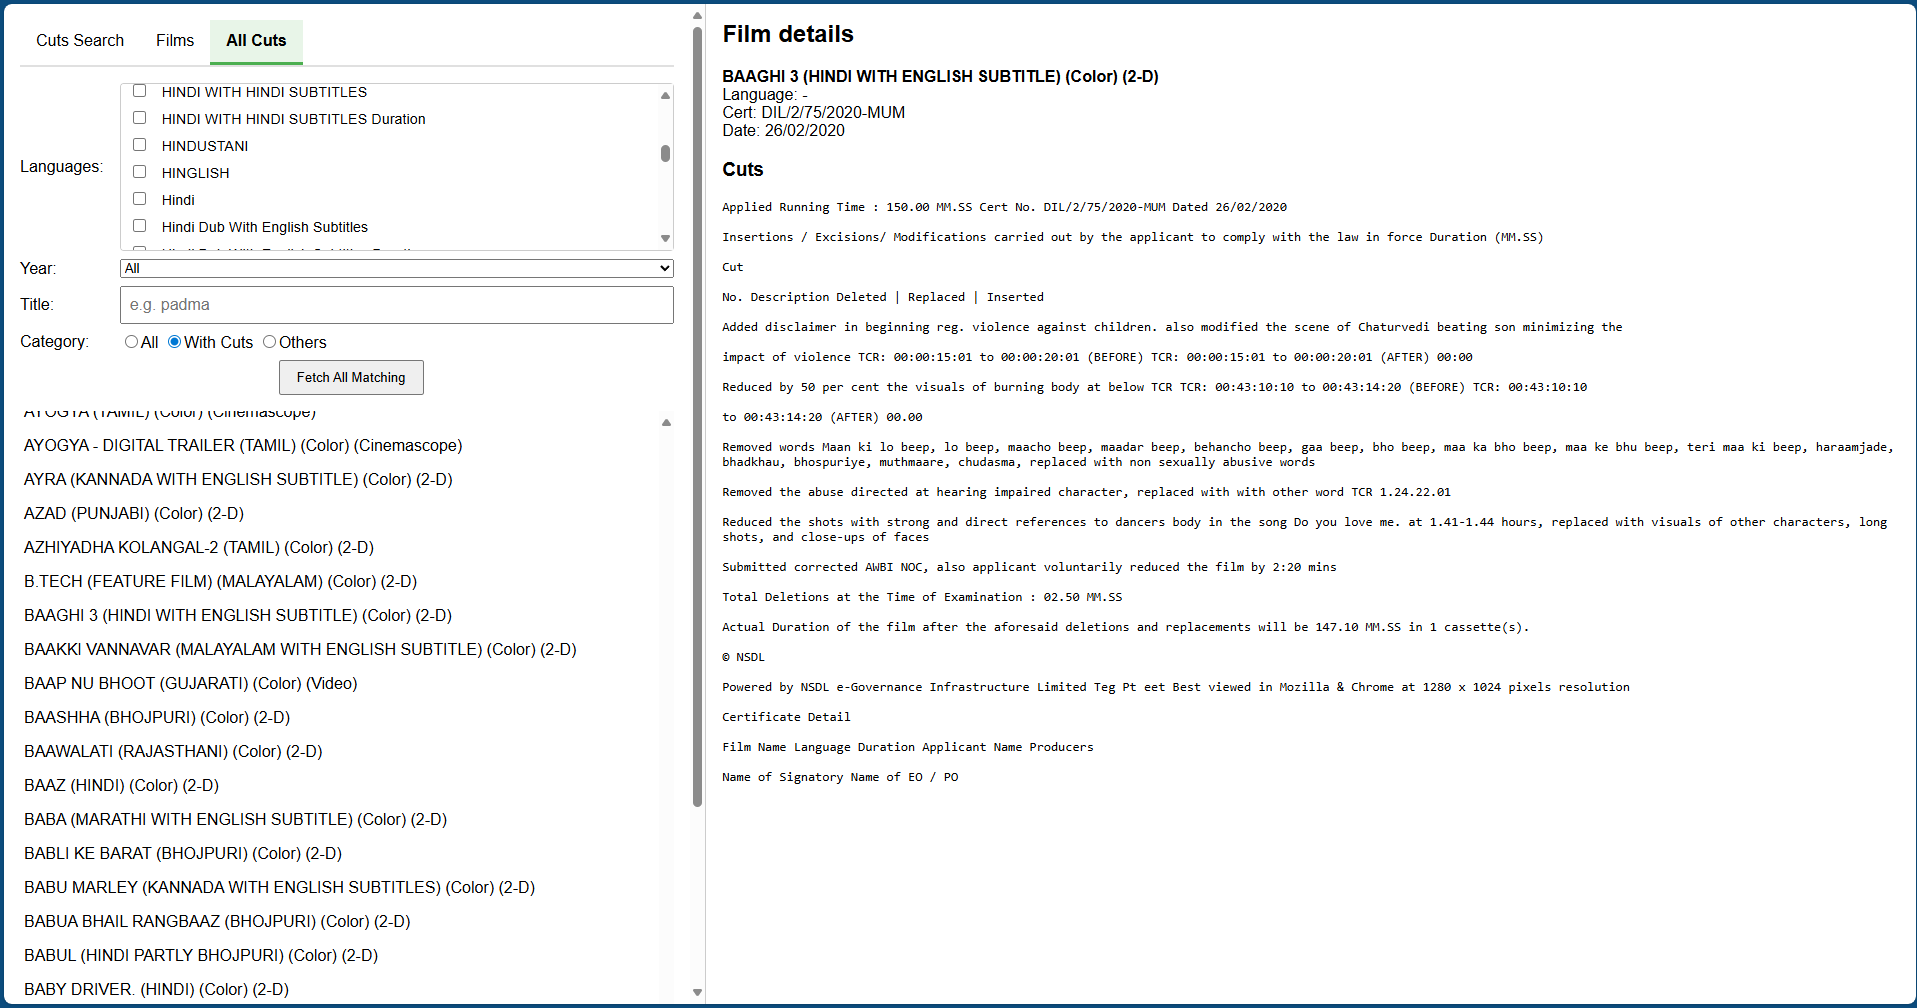 Cuts Search Films All Cuts
Languages:
HINDI WITH HINDI SUBTITLES
HINDI WITH HINDI SUBTITLES Duration
HINDUSTANI
HINGLISH
Hindi
Hindi Dub With English Subtitles
Year: All
Title: e.g. padma
Category: All With Cuts Others
Fetch All Matching
AYOGYA (TAMIL) (Color) (Cinemascope)
AYOGYA - DIGITAL TRAILER (TAMIL) (Color) (Cinemascope)
AYRA (KANNADA WITH ENGLISH SUBTITLE) (Color) (2-D)
AZAD (PUNJABI) (Color) (2-D)
AZHIYADHA KOLANGAL-2 (TAMIL) (Color) (2-D)
B.TECH (FEATURE FILM) (MALAYALAM) (Color) (2-D)
BAAGHI 3 (HINDI WITH ENGLISH SUBTITLE) (Color) (2-D)
BAAKKI VANNAVAR (MALAYALAM WITH ENGLISH SUBTITLE) (Color) (2-D)
BAAP NU BHOOT (GUJARATI) (Color) (Video)
BAASHHA (BHOJPURI) (Color) (2-D)
BAAWALATI (RAJASTHANI) (Color) (2-D)
BAAZ (HINDI) (Color) (2-D)
BABA (MARATHI WITH ENGLISH SUBTITLE) (Color) (2-D)
BABLI KE BARAT (BHOJPURI) (Color) (2-D)
BABU MARLEY (KANNADA WITH ENGLISH SUBTITLES) (Color) (2-D)
BABUA BHAIL RANGBAAZ (BHOJPURI) (Color) (2-D)
BABUL (HINDI PARTLY BHOJPURI) (Color) (2-D)
BABY DRIVER. (HINDI) (Color) (2-D)
Film details
BAAGHI 3 (HINDI WITH ENGLISH SUBTITLE) (Color) (2-D)
Language: -
Cert: DIL/2/75/2020-MUM
Date: 26/02/2020
Cuts
Applied Running Time : 150.00 MM.SS Cert No. DIL/2/75/2020-MUM Dated 26/02/2020
Insertions / Excisions/ Modifications carried out by the applicant to comply with the law in force Duration (MM.SS)
Cut
No. Description Deleted | Replaced | Inserted
Added disclaimer in beginning reg. violence against children. also modified the scene of Chaturvedi beating son minimizing the
impact of violence TCR: 00:00:15:01 to 00:00:20:01 (BEFORE) TCR: 00:00:15:01 to 00:00:20:01 (AFTER) 00:00
Reduced by 50 per cent the visuals of burning body at below TCR TCR: 00:43:10:10 to 00:43:14:20 (BEFORE) TCR: 00:43:10:10
to 00:43:14:20 (AFTER) 00.00
Removed words Maan ki lo beep, lo beep, maacho beep, maadar beep, behancho beep, gaa beep, bho beep, maa ka bho beep, maa ke bhu beep, teri maa ki beep, haraamjade,
bhadkhau, bhospuriye, muthmaare, chudasma, replaced with non sexually abusive words
Removed the abuse directed at hearing impaired character, replaced with with other word TCR 1.24.22.01
Reduced the shots with strong and direct references to dancers body in the song Do you love me. at 1.41-1.44 hours, replaced with visuals of other characters, long
shots, and close-ups of faces
Submitted corrected AWBI NOC, also applicant voluntarily reduced the film by 2:20 mins
Total Deletions at the Time of Examination : 02.50 MM.SS
Actual Duration of the film after the aforesaid deletions and replacements will be 147.10 MM.SS in 1 cassette(s).
© NSDL
Powered by NSDL e-Governance Infrastructure Limited Teg Pt eet Best viewed in Mozilla & Chrome at 1280 x 1024 pixels resolution
Certificate Detail
Film Name Language Duration Applicant Name Producers
Name of Signatory Name of EO / PO